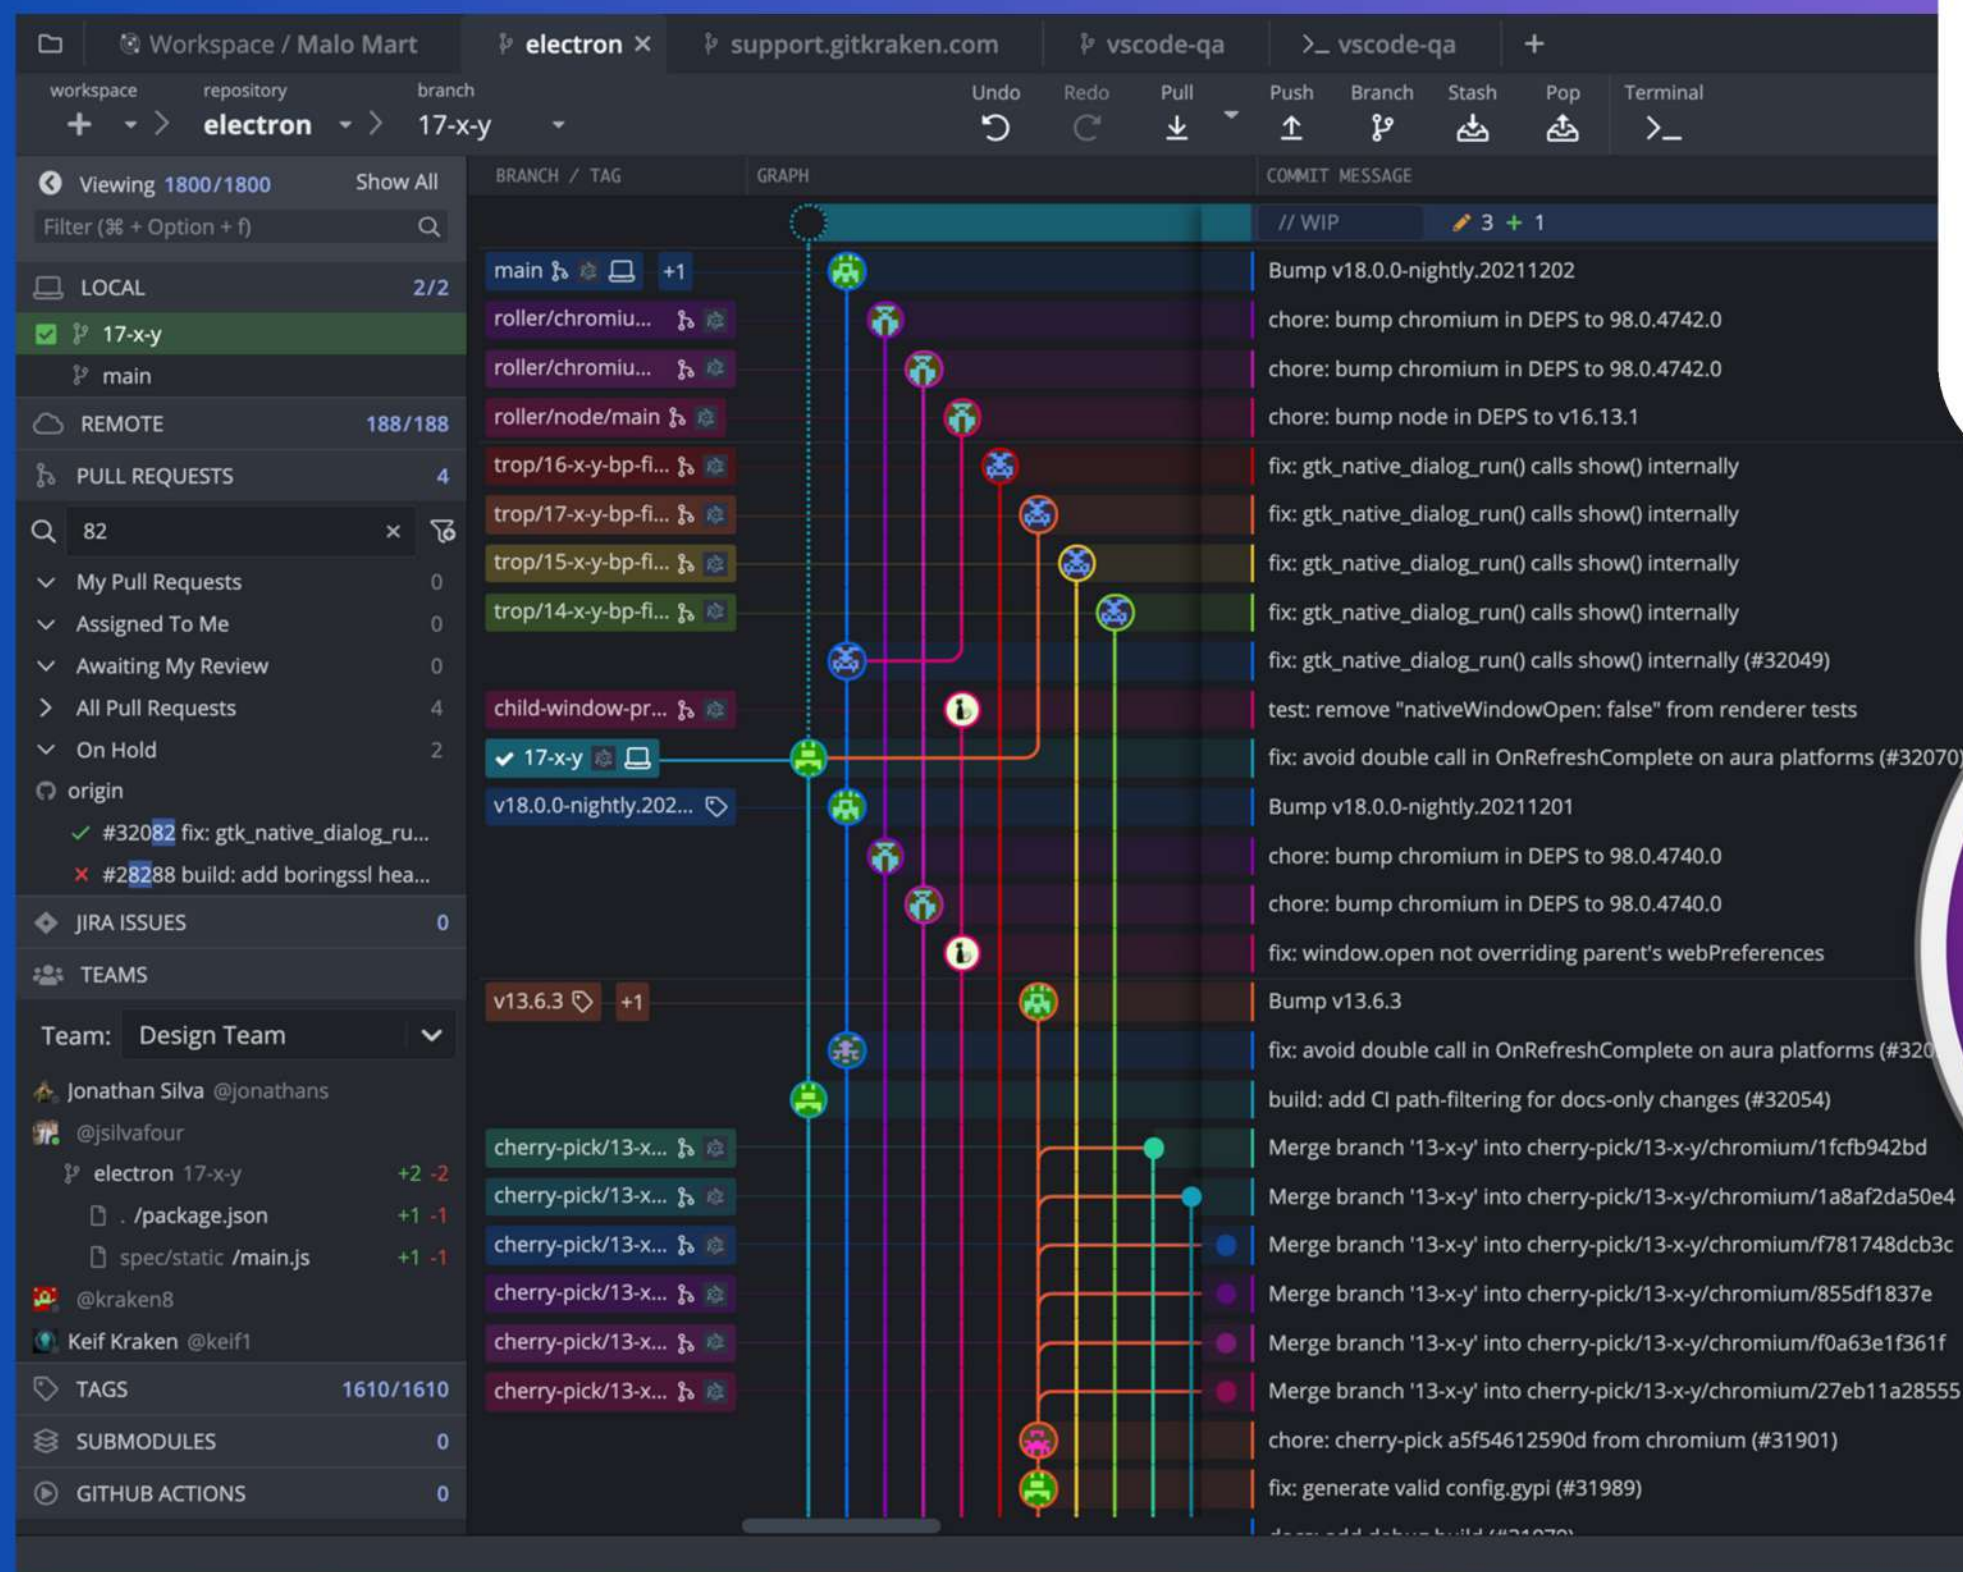 Workspace / Malo Mart
electron
support.gitkraken.com
vscode-qa
>_ vscode-qa
+
workspace
repository
branch
electron
17-x-y
Undo
Redo
Pull
Push
Branch
Stash
Pop
Terminal
Viewing 1800/1800
Show All
Filter (⌘ + Option + f)
LOCAL 2/2
17-x-y
main
REMOTE 188/188
PULL REQUESTS 4
82
My Pull Requests 0
Assigned To Me 0
Awaiting My Review 0
All Pull Requests 4
On Hold 2
origin
#32082 fix: gtk_native_dialog_ru...
#28288 build: add boringssl hea...
JIRA ISSUES 0
TEAMS
Team: Design Team
Jonathan Silva @jonathans
@jsilvafour
electron 17-x-y +2 -2
. /package.json +1 -1
spec/static /main.js +1 -1
@kraken8
Keif Kraken @keif1
TAGS 1610/1610
SUBMODULES 0
GITHUB ACTIONS 0
BRANCH / TAG
GRAPH
COMMIT MESSAGE
// WIP 3 + 1
main +1 Bump v18.0.0-nightly.20211202
roller/chromiu... chore: bump chromium in DEPS to 98.0.4742.0
roller/chromiu... chore: bump chromium in DEPS to 98.0.4742.0
roller/node/main chore: bump node in DEPS to v16.13.1
trop/16-x-y-bp-fi... fix: gtk_native_dialog_run() calls show() internally
trop/17-x-y-bp-fi... fix: gtk_native_dialog_run() calls show() internally
trop/15-x-y-bp-fi... fix: gtk_native_dialog_run() calls show() internally
trop/14-x-y-bp-fi... fix: gtk_native_dialog_run() calls show() internally
fix: gtk_native_dialog_run() calls show() internally (#32049)
child-window-pr... test: remove "nativeWindowOpen: false" from renderer tests
17-x-y fix: avoid double call in OnRefreshComplete on aura platforms (#32070)
v18.0.0-nightly.202... Bump v18.0.0-nightly.20211201
chore: bump chromium in DEPS to 98.0.4740.0
chore: bump chromium in DEPS to 98.0.4740.0
fix: window.open not overriding parent's webPreferences
v13.6.3 +1 Bump v13.6.3
fix: avoid double call in OnRefreshComplete on aura platforms (#320
build: add CI path-filtering for docs-only changes (#32054)
cherry-pick/13-x... Merge branch '13-x-y' into cherry-pick/13-x-y/chromium/1fcfb942bd
cherry-pick/13-x... Merge branch '13-x-y' into cherry-pick/13-x-y/chromium/1a8af2da50e4
cherry-pick/13-x... Merge branch '13-x-y' into cherry-pick/13-x-y/chromium/f781748dcb3c
cherry-pick/13-x... Merge branch '13-x-y' into cherry-pick/13-x-y/chromium/855df1837e
cherry-pick/13-x... Merge branch '13-x-y' into cherry-pick/13-x-y/chromium/f0a63e1f361f
cherry-pick/13-x... Merge branch '13-x-y' into cherry-pick/13-x-y/chromium/27eb11a28555
chore: cherry-pick a5f54612590d from chromium (#31901)
fix: generate valid config.gypi (#31989)